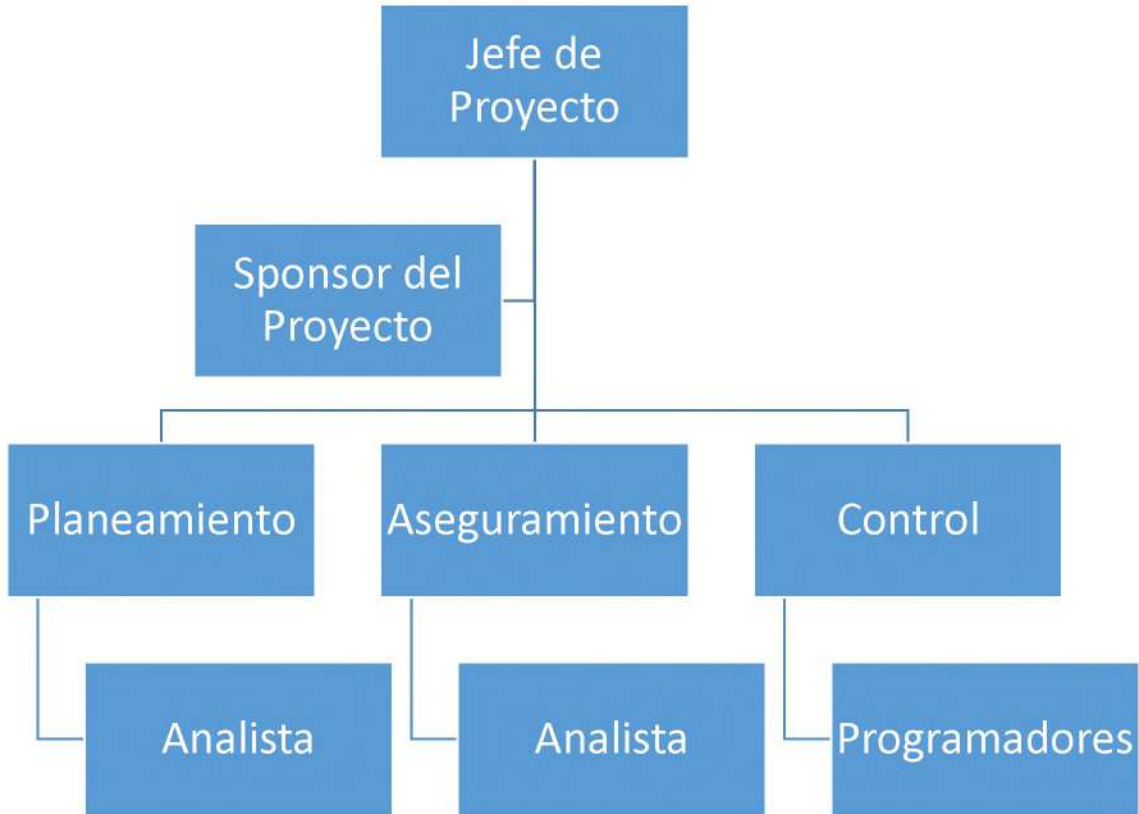 Jefe de
Proyecto
Sponsor del
Proyecto
Planeamiento
Aseguramiento
Control
Analista
Analista
Programadores